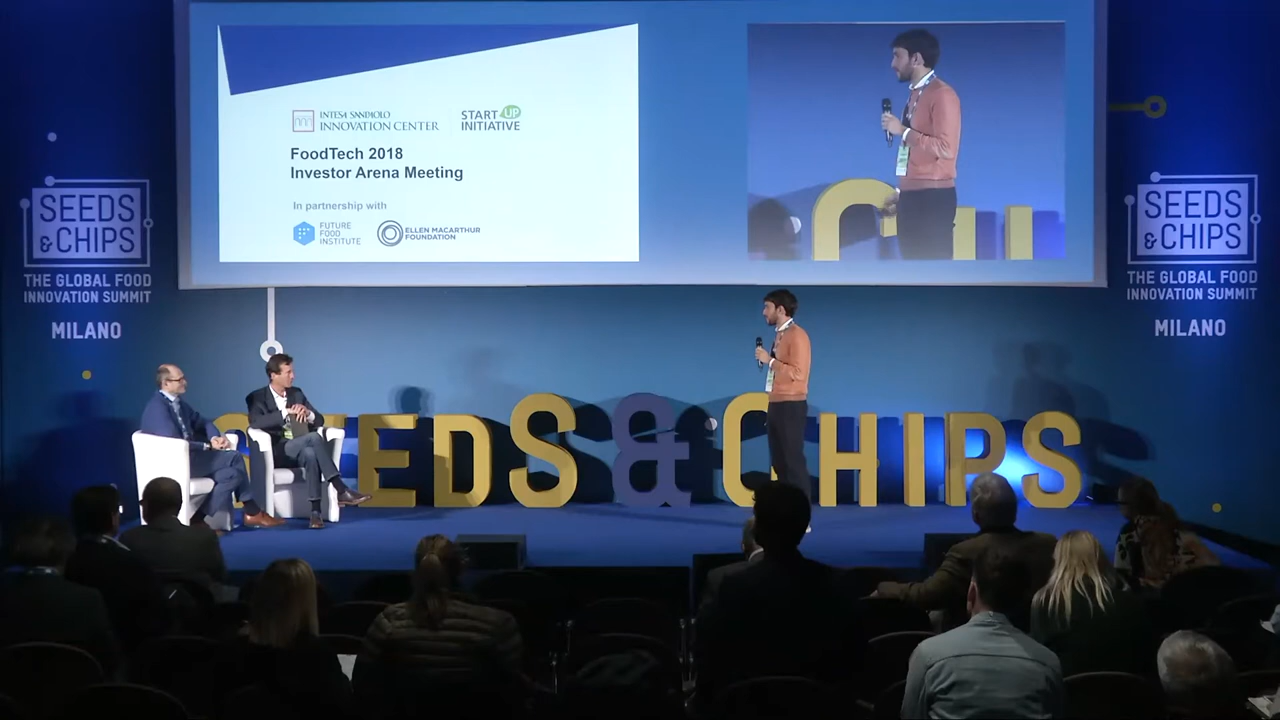 INTESA SANPAOLO
INNOVATION CENTER
START UP
INITIATIVE
FoodTech 2018
Investor Arena Meeting
In partnership with
FUTURE
FOOD
INSTITUTE
ELLEN MACARTHUR
FOUNDATION
SEEDS
& CHIPS
THE GLOBAL FOOD
INNOVATION SUMMIT
MILANO
SEEDS
& CHIPS
THE GLOBAL FOOD
INNOVATION SUMMIT
MILANO
SEEDS & CHIPS